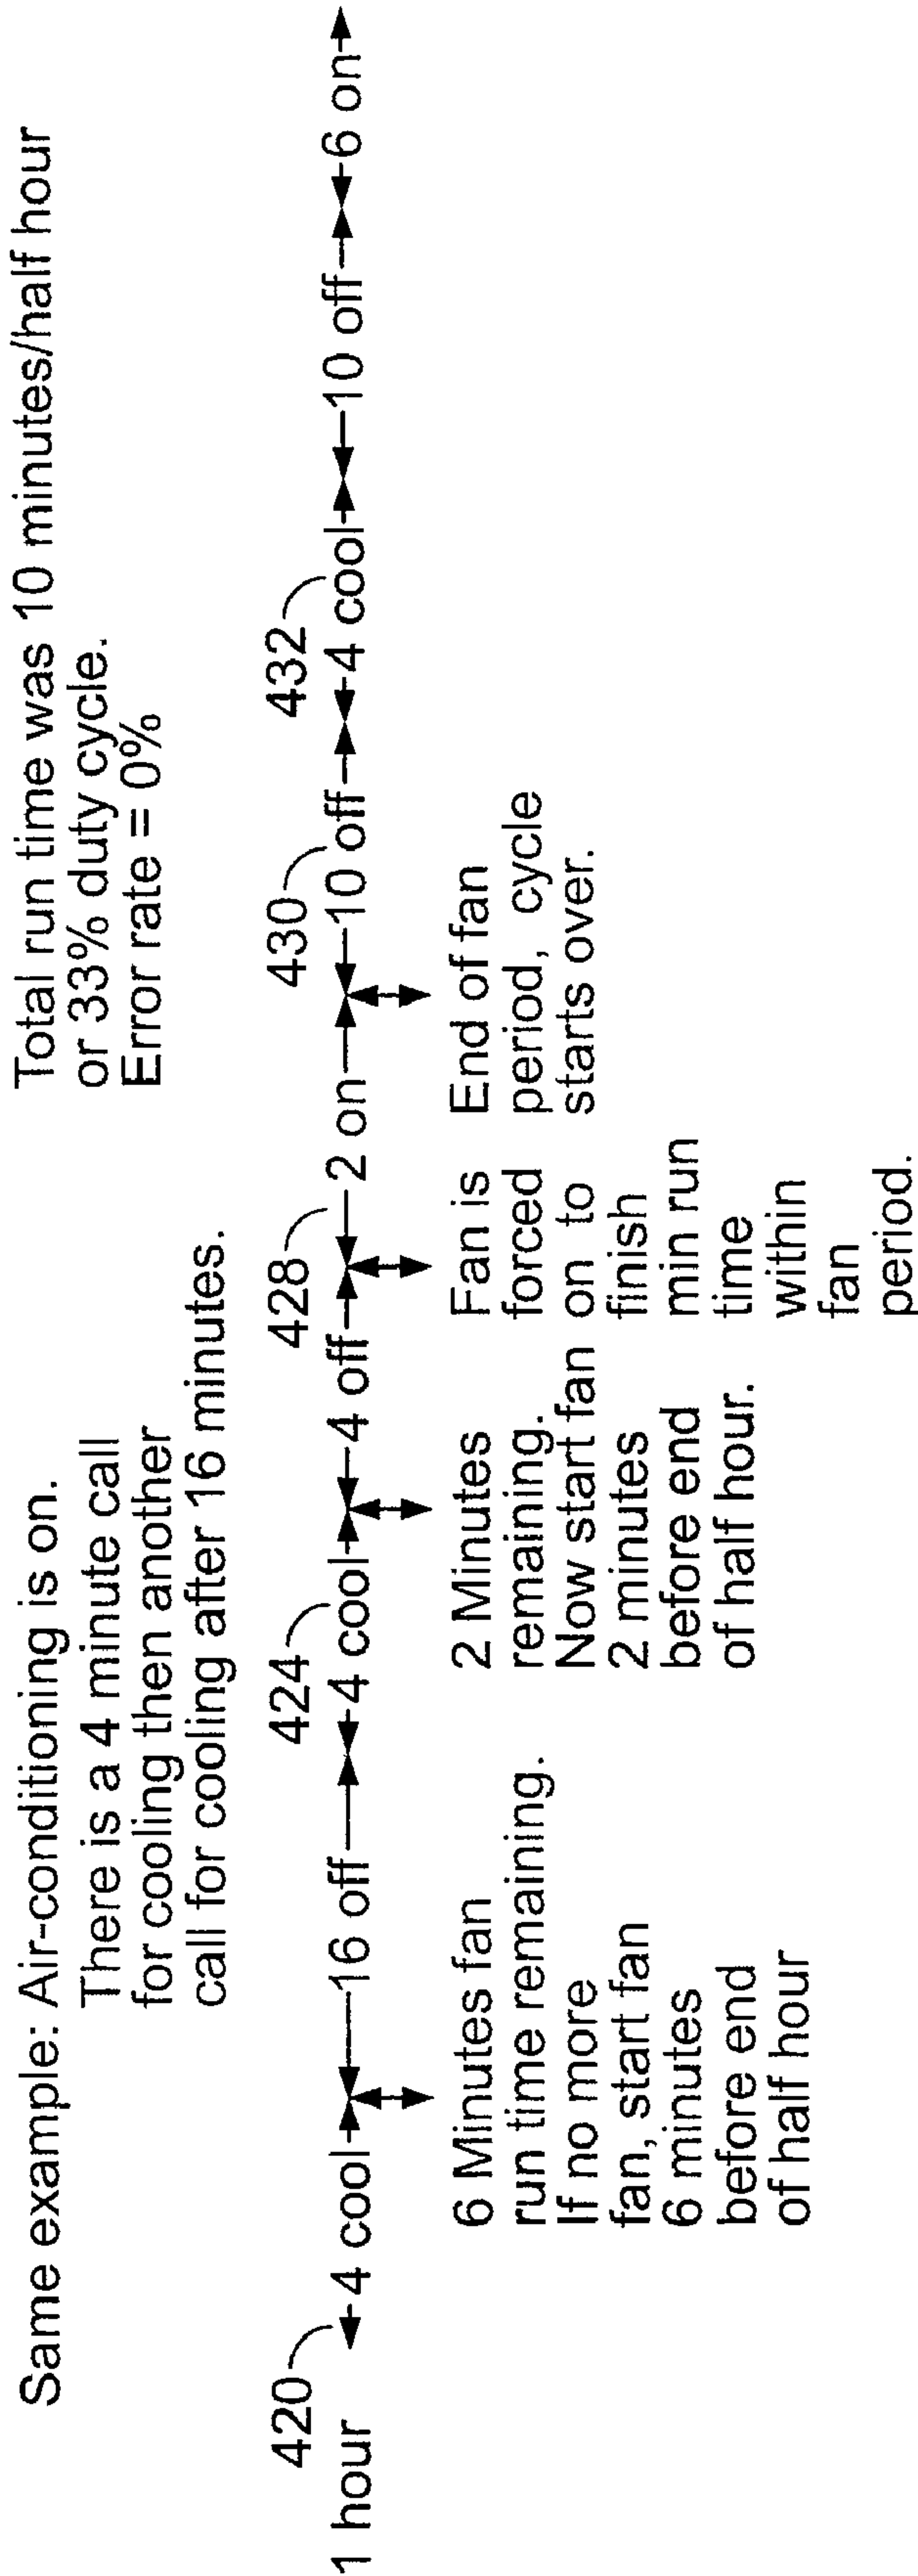 Same example: Air-conditioning is on.
There is a 4 minute call
for cooling then another
call for cooling after 16 minutes.
Total run time was 10 minutes/half hour
or 33% duty cycle.
Error rate = 0%
420
424
428
430
432
1 hour
4 cool
16 off
4 cool
4 off
2 on
10 off
4 cool
10 off
6 on
6 Minutes fan
run time remaining.
If no more
fan, start fan
6 minutes
before end
of half hour
2 Minutes
remaining.
Now start fan
2 minutes
before end
of half hour.
Fan is
forced
on to
finish
min run
time
within
fan
period.
End of fan
period, cycle
starts over.